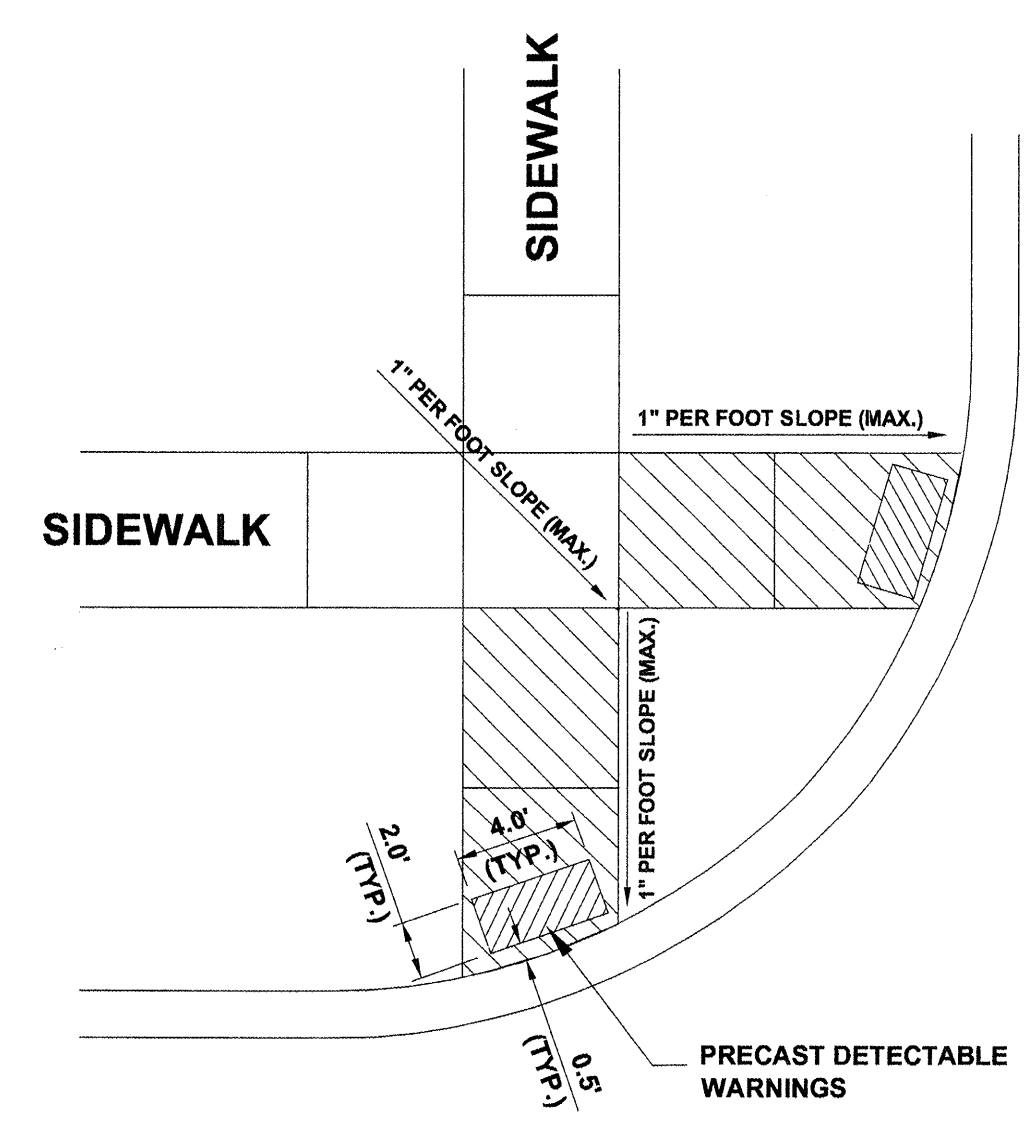 SIDEWALK
1" PER FOOT SLOPE (MAX.)
1" PER FOOT SLOPE (MAX.)
SIDEWALK
1" PER FOOT SLOPE (MAX.)
4.0'
(TYP.)
2.0'
(TYP.)
0.5'
(TYP.)
PRECAST DETECTABLE
WARNINGS